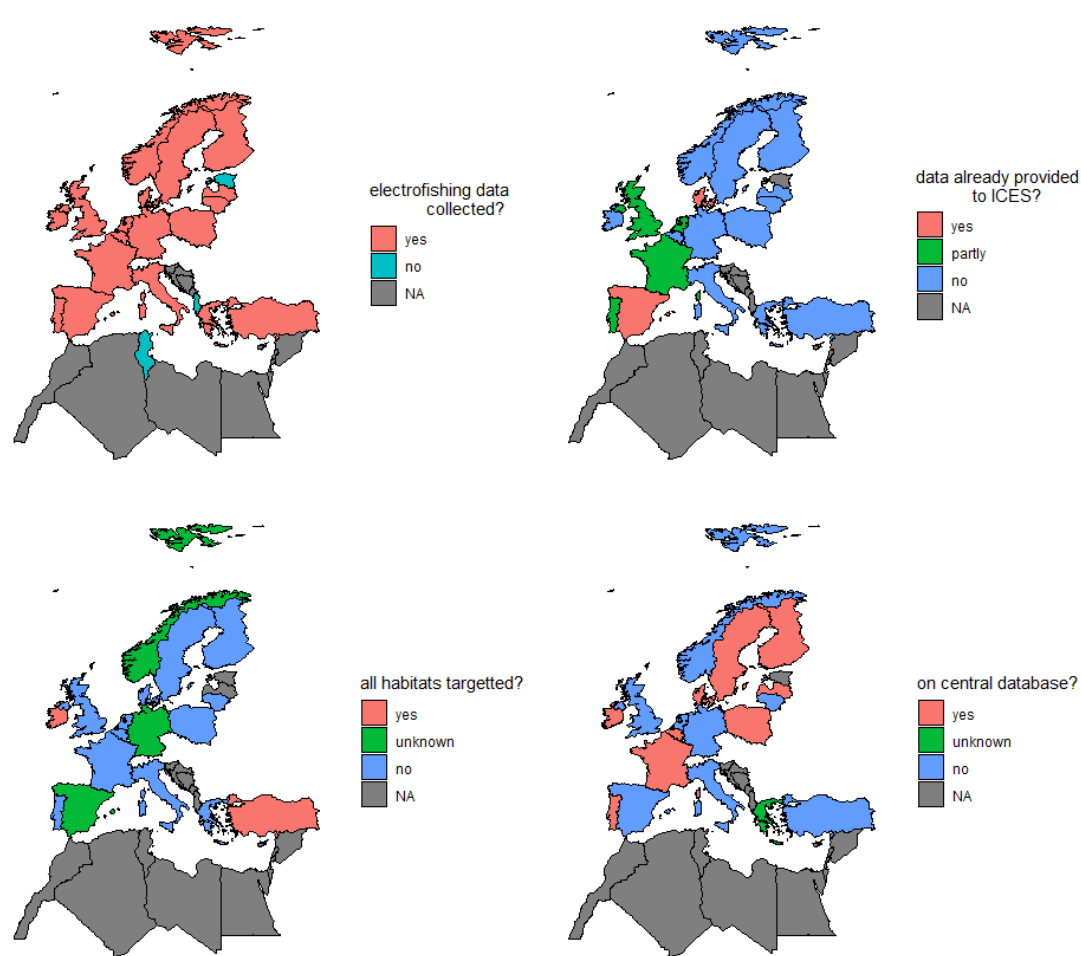 electrofishing data
collected?
yes
no
NA
data already provided
to ICES?
yes
partly
no
NA
all habitats targetted?
yes
unknown
no
NA
on central database?
yes
unknown
no
NA